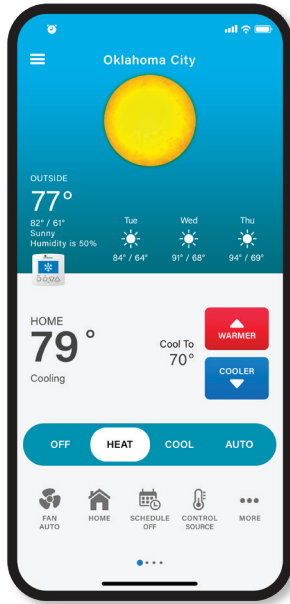 Oklahoma City
OUTSIDE
77°
82° / 61°
Sunny
Humidity is 50%
Tue Wed Thu
84° / 64° 91° / 68° 94° / 69°
HOME
79°
Cooling
Cool To
70°
WARMER
COOLER
OFF HEAT COOL AUTO
FAN AUTO
HOME
SCHEDULE OFF
CONTROL SOURCE
MORE